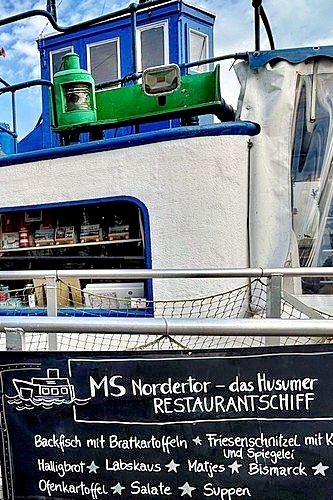 MS Nordertor – das Husumer
RESTAURANTSCHIFF
Backfisch mit Bratkartoffeln ★ Friesenschnitzel mit K
und Spiegelei
Halligbrot ★ Labskaus ★ Matjes ★ Bismarck ★
Ofenkartoffel ★ Salate ★ Suppen